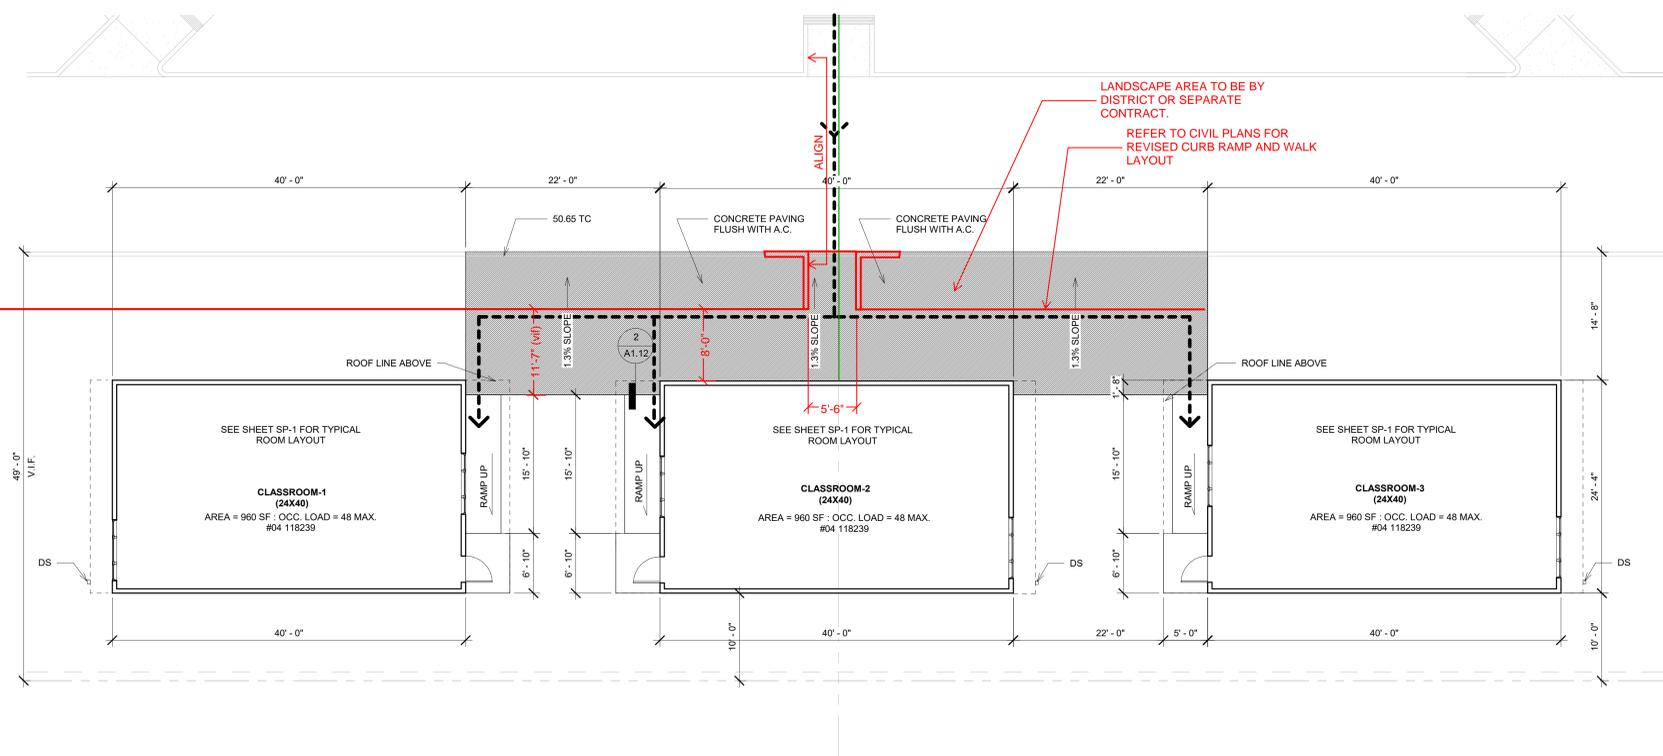 LANDSCAPE AREA TO BE BY
DISTRICT OR SEPARATE
CONTRACT.
REFER TO CIVIL PLANS FOR
REVISED CURB RAMP AND WALK
LAYOUT
ALIGN
40' - 0"
22' - 0"
40' - 0"
22' - 0"
40' - 0"
50.65 TC
CONCRETE PAVING
FLUSH WITH A.C.
CONCRETE PAVING
FLUSH WITH A.C.
14' - 8"
11'-7" (vif)
1.3% SLOPE
2
A1.12
8'-0"
1.3% SLOPE
1.3% SLOPE
ROOF LINE ABOVE
ROOF LINE ABOVE
1' - 8"
5'-6"
SEE SHEET SP-1 FOR TYPICAL
ROOM LAYOUT
SEE SHEET SP-1 FOR TYPICAL
ROOM LAYOUT
SEE SHEET SP-1 FOR TYPICAL
ROOM LAYOUT
49' - 0"
V.I.F.
15' - 10"
15' - 10"
15' - 10"
24' - 4"
RAMP UP
RAMP UP
RAMP UP
CLASSROOM-1
(24X40)
AREA = 960 SF : OCC. LOAD = 48 MAX.
#04 118239
CLASSROOM-2
(24X40)
AREA = 960 SF : OCC. LOAD = 48 MAX.
#04 118239
CLASSROOM-3
(24X40)
AREA = 960 SF : OCC. LOAD = 48 MAX.
#04 118239
DS
6' - 10"
6' - 10"
DS
6' - 10"
DS
40' - 0"
10' - 0"
40' - 0"
22' - 0"
5' - 0"
40' - 0"
10' - 0"